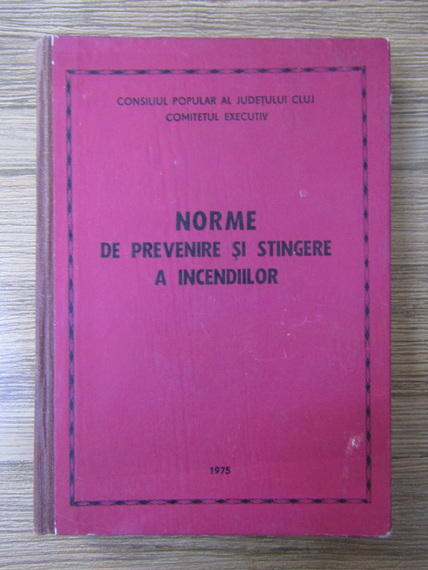 CONSILIUL POPULAR AL JUDEȚULUI CLUJ
COMITETUL EXECUTIV
NORME
DE PREVENIRE ȘI STINGERE
A INCENDIILOR
1975